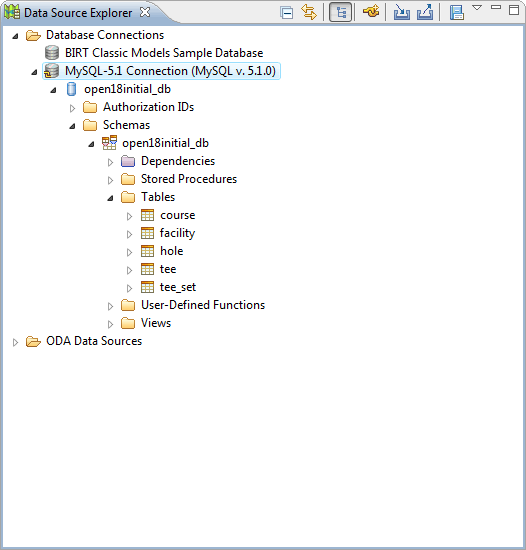 Data Source Explorer
Database Connections
BIRT Classic Models Sample Database
MySQL-5.1 Connection (MySQL v. 5.1.0)
open18initial_db
Authorization IDs
Schemas
open18initial_db
Dependencies
Stored Procedures
Tables
course
facility
hole
tee
tee_set
User-Defined Functions
Views
ODA Data Sources